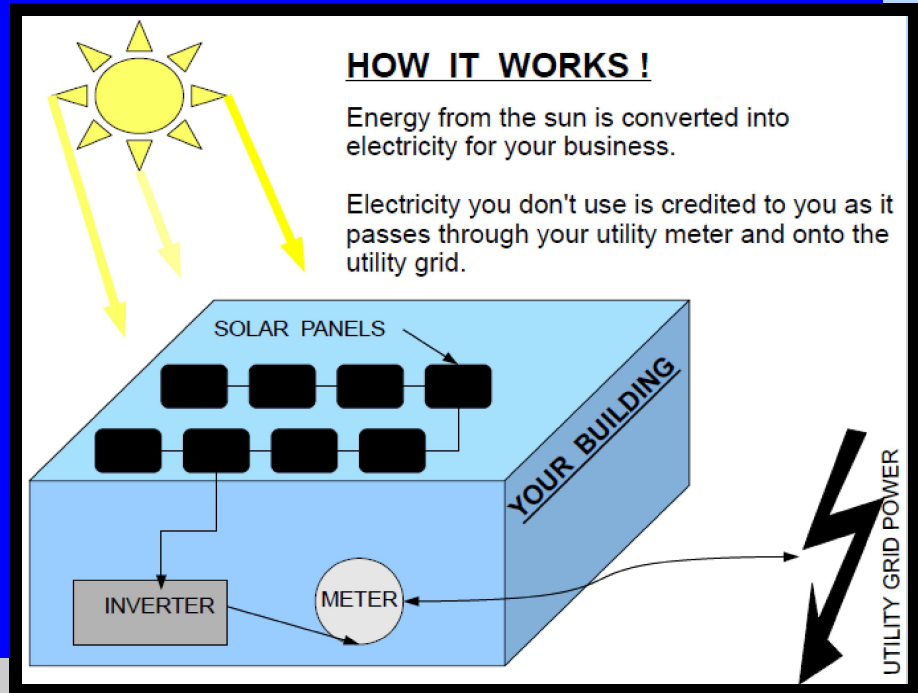 HOW IT WORKS !
Energy from the sun is converted into
electricity for your business.
Electricity you don't use is credited to you as it
passes through your utility meter and onto the
utility grid.
SOLAR PANELS
YOUR BUILDING
UTILITY GRID POWER
INVERTER
METER